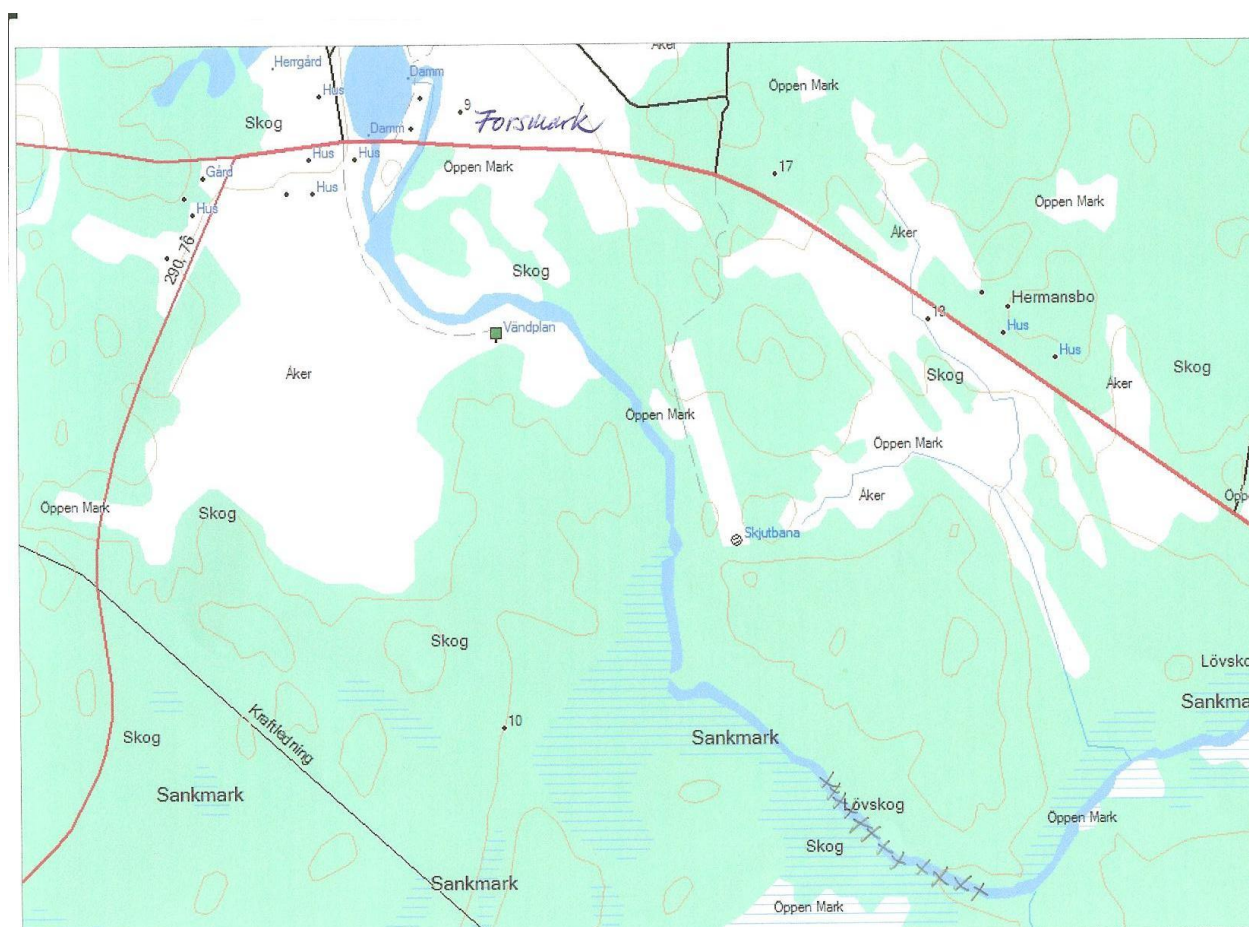 Åker
Herrgård
Damm
Öppen Mark
Hus
9
Forsmark
Skog
Damm
Hus
Hus
Öppen Mark
17
Gård
Hus
Öppen Mark
Hus
Åker
290, 76
Skog
Hermansbo
12
Hus
Vändplan
Hus
Skog
Åker
Skog
Åker
Öppen Mark
Öppen Mark
Åker
Öppen Mark
Skog
Skjutbana
Skog
Lövsko
Sankma
Kraftledning
10
Skog
Sankmark
Sankmark
Lövskog
Öppen Mark
Skog
Sankmark
Öppen Mark